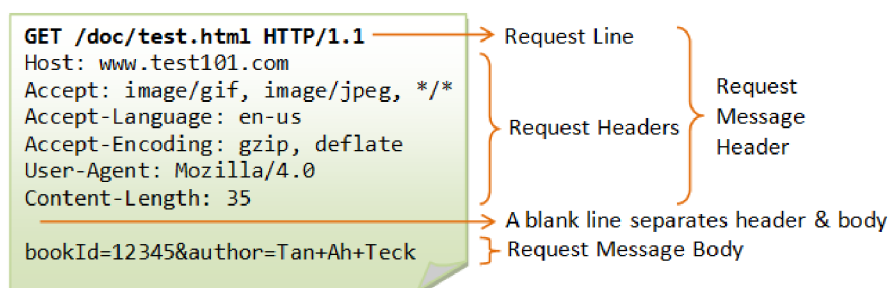 GET /doc/test.html HTTP/1.1
Request Line
Host: www.test101.com
Accept: image/gif, image/jpeg, */*
Accept-Language: en-us
Accept-Encoding: gzip, deflate
User-Agent: Mozilla/4.0
Content-Length: 35
Request Headers
Request
Message
Header
A blank line separates header & body
bookId=12345&author=Tan+Ah+Teck
Request Message Body